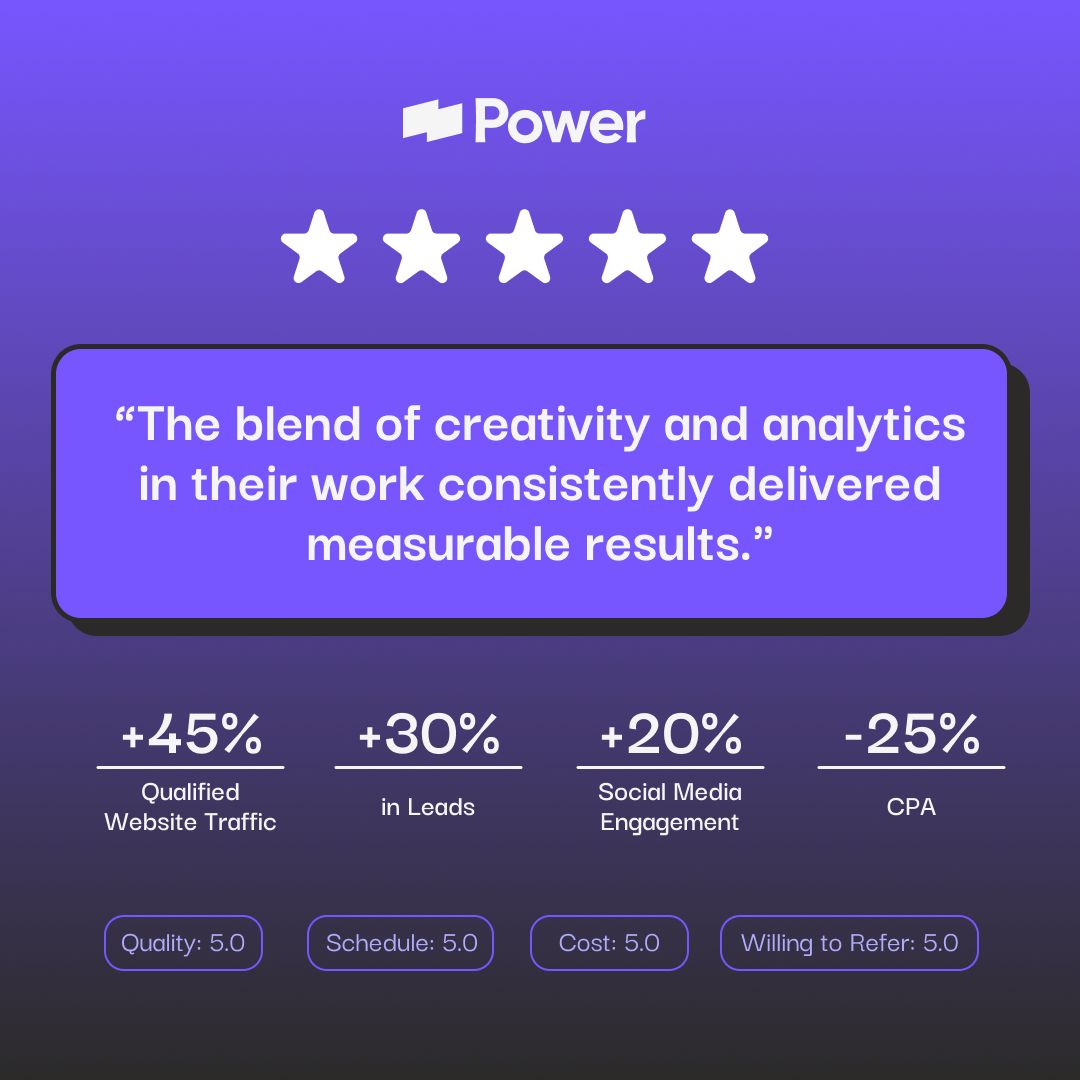 Power
“The blend of creativity and analytics
in their work consistently delivered
measurable results.”
+45%
Qualified
Website Traffic
+30%
in Leads
+20%
Social Media
Engagement
-25%
CPA
Quality: 5.0
Schedule: 5.0
Cost: 5.0
Willing to Refer: 5.0